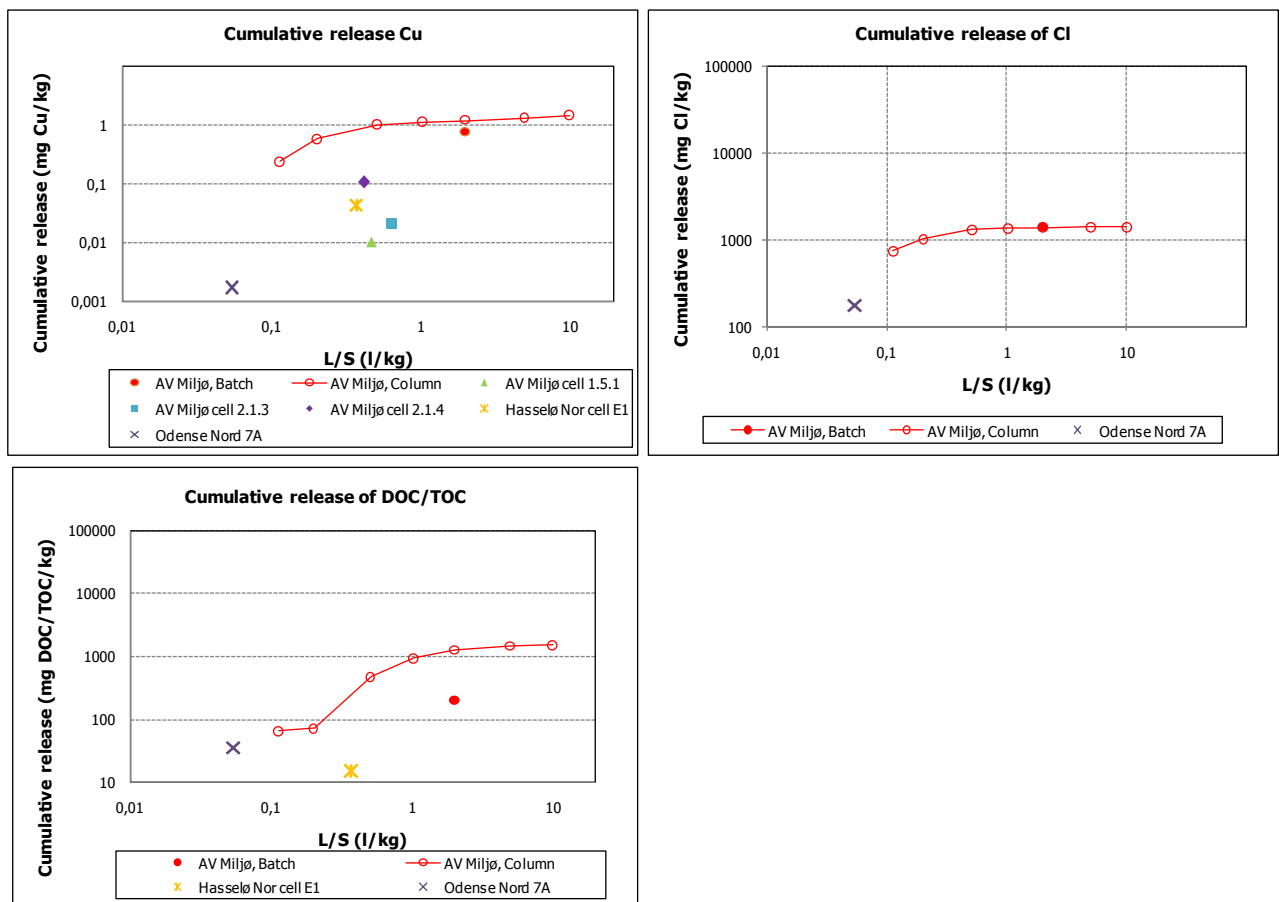 Cumulative release Cu
Cumulative release (mg Cu/kg)
1
0,1
0,01
0,001
0,01 0,1 1 10
L/S (l/kg)
AV Miljø, Batch AV Miljø, Column AV Miljø cell 1.5.1
AV Miljø cell 2.1.3 AV Miljø cell 2.1.4 Hasselø Nor cell E1
Odense Nord 7A
Cumulative release of Cl
Cumulative release (mg Cl/kg)
100000
10000
1000
100
0,01 0,1 1 10
L/S (l/kg)
AV Miljø, Batch AV Miljø, Column Odense Nord 7A
Cumulative release of DOC/TOC
Cumulative release (mg DOC/TOC/kg)
100000
10000
1000
100
10
0,01 0,1 1 10
L/S (l/kg)
AV Miljø, Batch AV Miljø, Column
Hasselø Nor cell E1 Odense Nord 7A